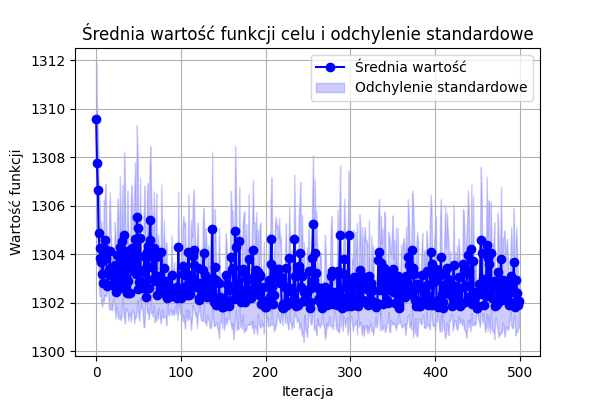 Średnia wartość funkcji celu i odchylenie standardowe
Średnia wartość
Odchylenie standardowe
Wartość funkcji
1312
1310
1308
1306
1304
1302
1300
0
100
200
300
400
500
Iteracja